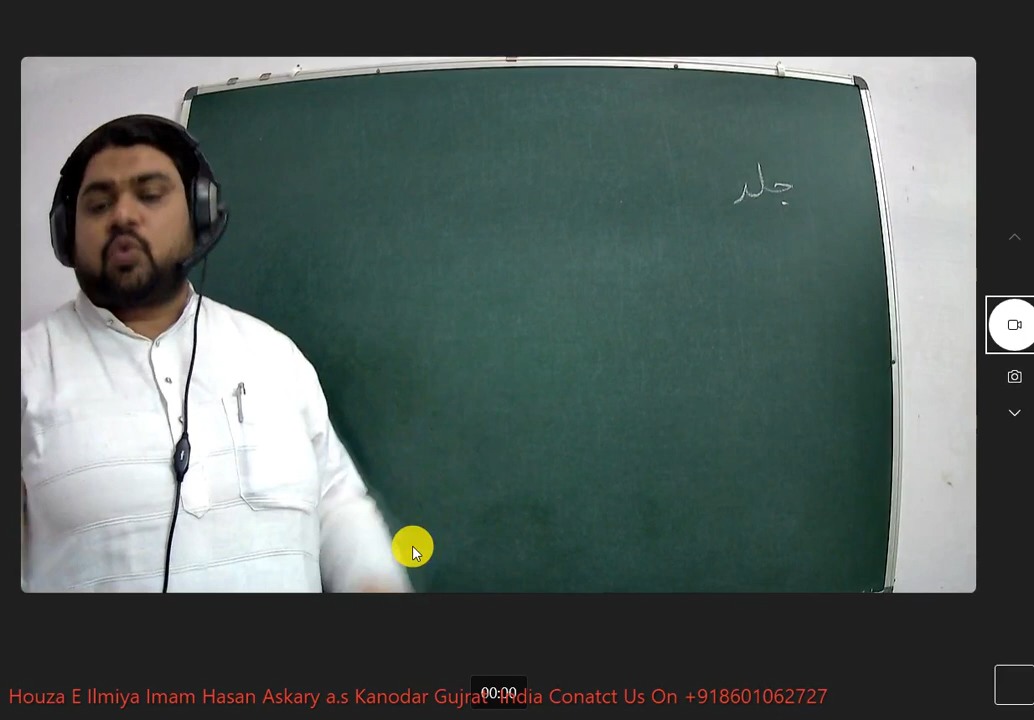 جلد
00:00
Houza E Ilmiya Imam Hasan Askary a.s Kanodar Gujrat India Conatct Us On +918601062727